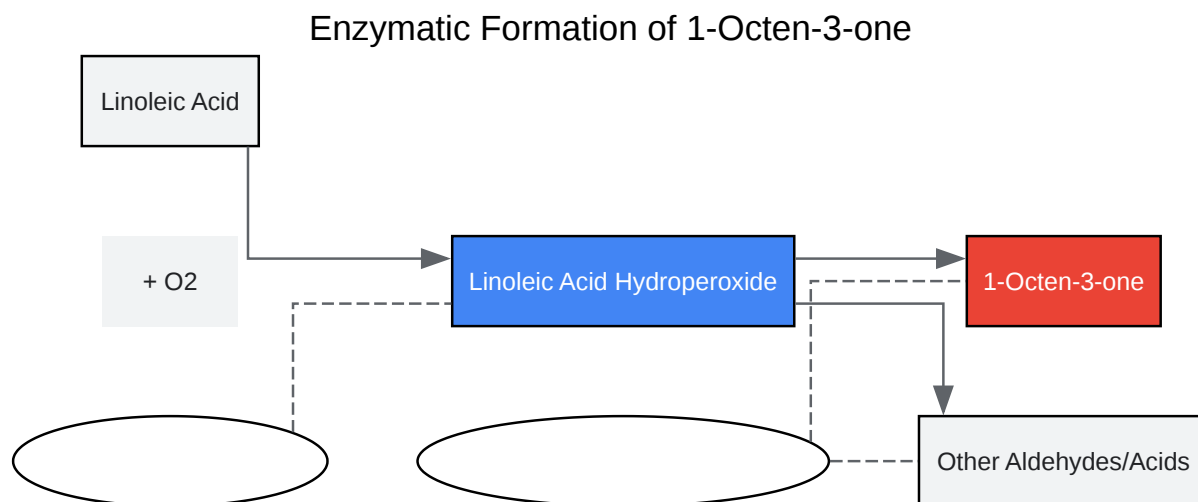 Enzymatic Formation of 1-Octen-3-one
Linoleic Acid
+ O2
Linoleic Acid Hydroperoxide
1-Octen-3-one
Other Aldehydes/Acids